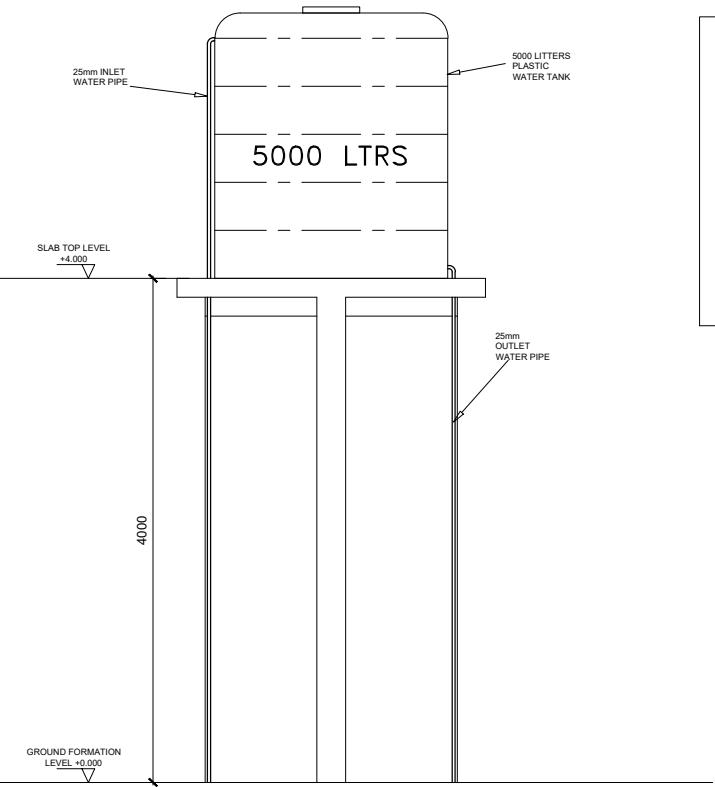 25mm INLET
WATER PIPE
5000 LITTERS
PLASTIC
WATER TANK
5000 LTRS
SLAB TOP LEVEL
+4.000
25mm
OUTLET
WATER PIPE
4000
GROUND FORMATION
LEVEL +0.000